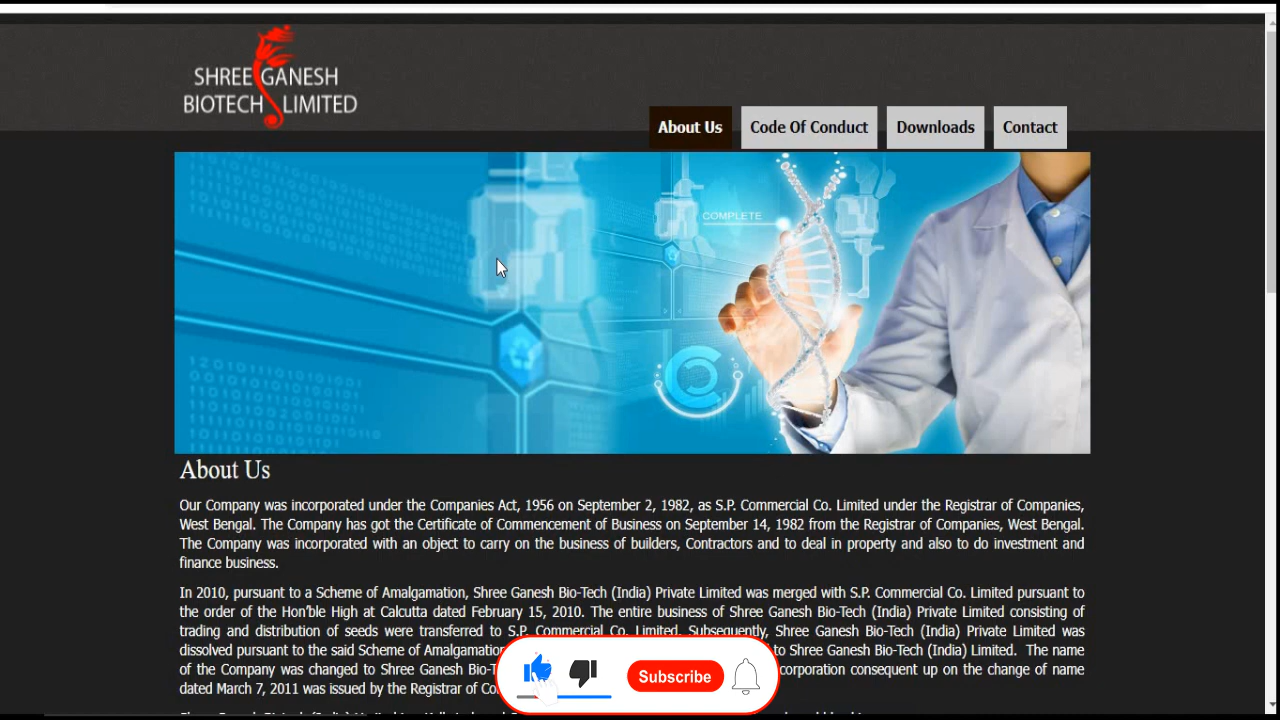 SHREE GANESH
BIOTECH LIMITED
About Us
Code Of Conduct
Downloads
Contact
COMPLETE
About Us
Our Company was incorporated under the Companies Act, 1956 on September 2, 1982, as S.P. Commercial Co. Limited under the Registrar of Companies,
West Bengal. The Company has got the Certificate of Commencement of Business on September 14, 1982 from the Registrar of Companies, West Bengal.
The Company was incorporated with an object to carry on the business of builders, Contractors and to deal in property and also to do investment and
finance business.
In 2010, pursuant to a Scheme of Amalgamation, Shree Ganesh Bio-Tech (India) Private Limited was merged with S.P. Commercial Co. Limited pursuant to
the order of the Hon'ble High at Calcutta dated February 15, 2010. The entire business of Shree Ganesh Bio-Tech (India) Private Limited consisting of
trading and distribution of seeds were transferred to S.P. Commercial Co. Limited. Subsequently, Shree Ganesh Bio-Tech (India) Private Limited was
dissolved pursuant to the said Scheme of Amalgamation to Shree Ganesh Bio-Tech (India) Limited. The name
of the Company was changed to Shree Ganesh corporation consequent up on the change of name
dated March 7, 2011 was issued by the Registrar of
Subscribe